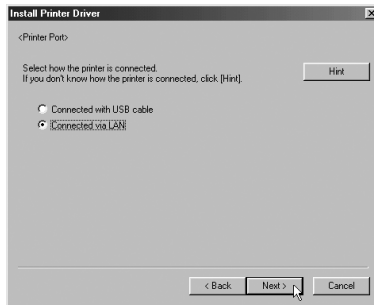 Install Printer Driver
<Printer Port>
Select how the printer is connected.
If you don't know how the printer is connected, click [Hint].
Hint
Connected with USB cable
Connected via LAN
< Back
Next >
Cancel